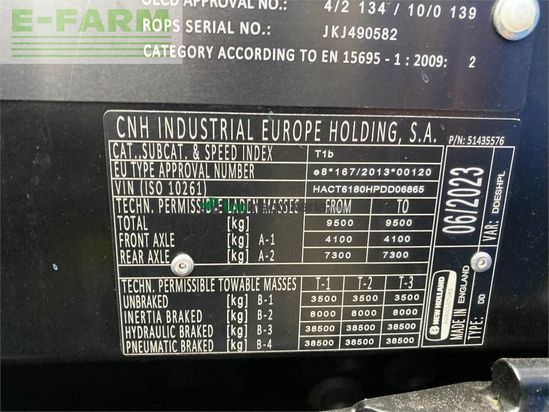 E-FARM
OECD APPROVAL NO.: 4/2 134 / 10/0 139
ROPS SERIAL NO.: JKJ490582
CATEGORY ACCORDING TO EN 15695-1:2009: 2
CNH INDUSTRIAL EUROPE HOLDING, S.A.
P/N: 51435576
CAT.,SUBCAT. & SPEED INDEX T1b
EU TYPE APPROVAL NUMBER e8*167/2013*00120
VIN (ISO 10261) HACT6180HPDD06865
TECHN. PERMISSIBLE LADEN MASSES FROM TO
TOTAL [kg] 9500 9500
FRONT AXLE [kg] A-1 4100 4100
REAR AXLE [kg] A-2 7300 7300
TECHN. PERMISSIBLE TOWABLE MASSES T-1 T-2 T-3
UNBRAKED [kg] B-1 3500 3500 3500
INERTIA BRAKED [kg] B-2 8000 8000 8000
HYDRAULIC BRAKED [kg] B-3 38500 38500 38500
PNEUMATIC BRAKED [kg] B-4 38500 38500 38500
06/2023
VAR: DDESHPL
NEW HOLLAND
MADE IN ENGLAND
TYPE: DD